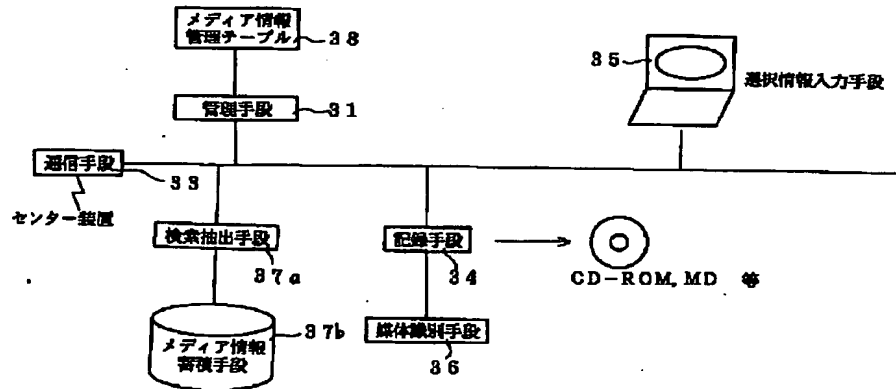 メディア情報
管理テーブル
38
35
選択情報入力手段
管理手段
31
通信手段
33
センター装置
検索抽出手段
37a
記録手段
34
CD-ROM, MD 等
メディア情報
蓄積手段
37b
媒体識別手段
36